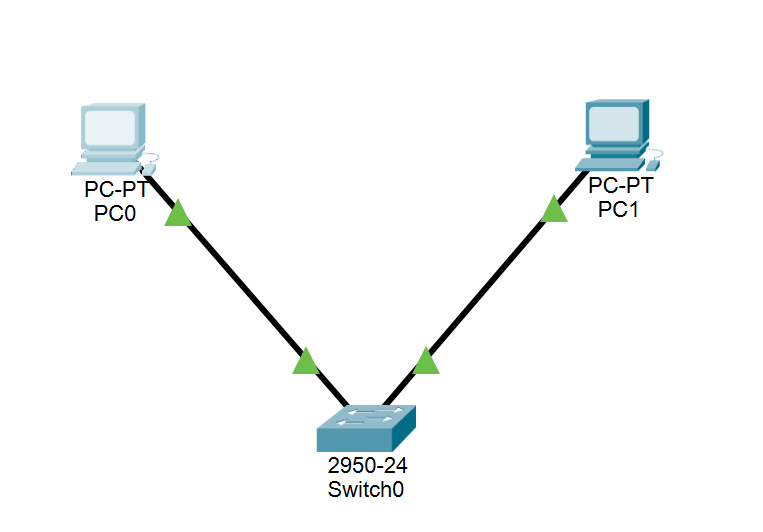 PC-PT
PC0
PC-PT
PC1
2950-24
Switch0